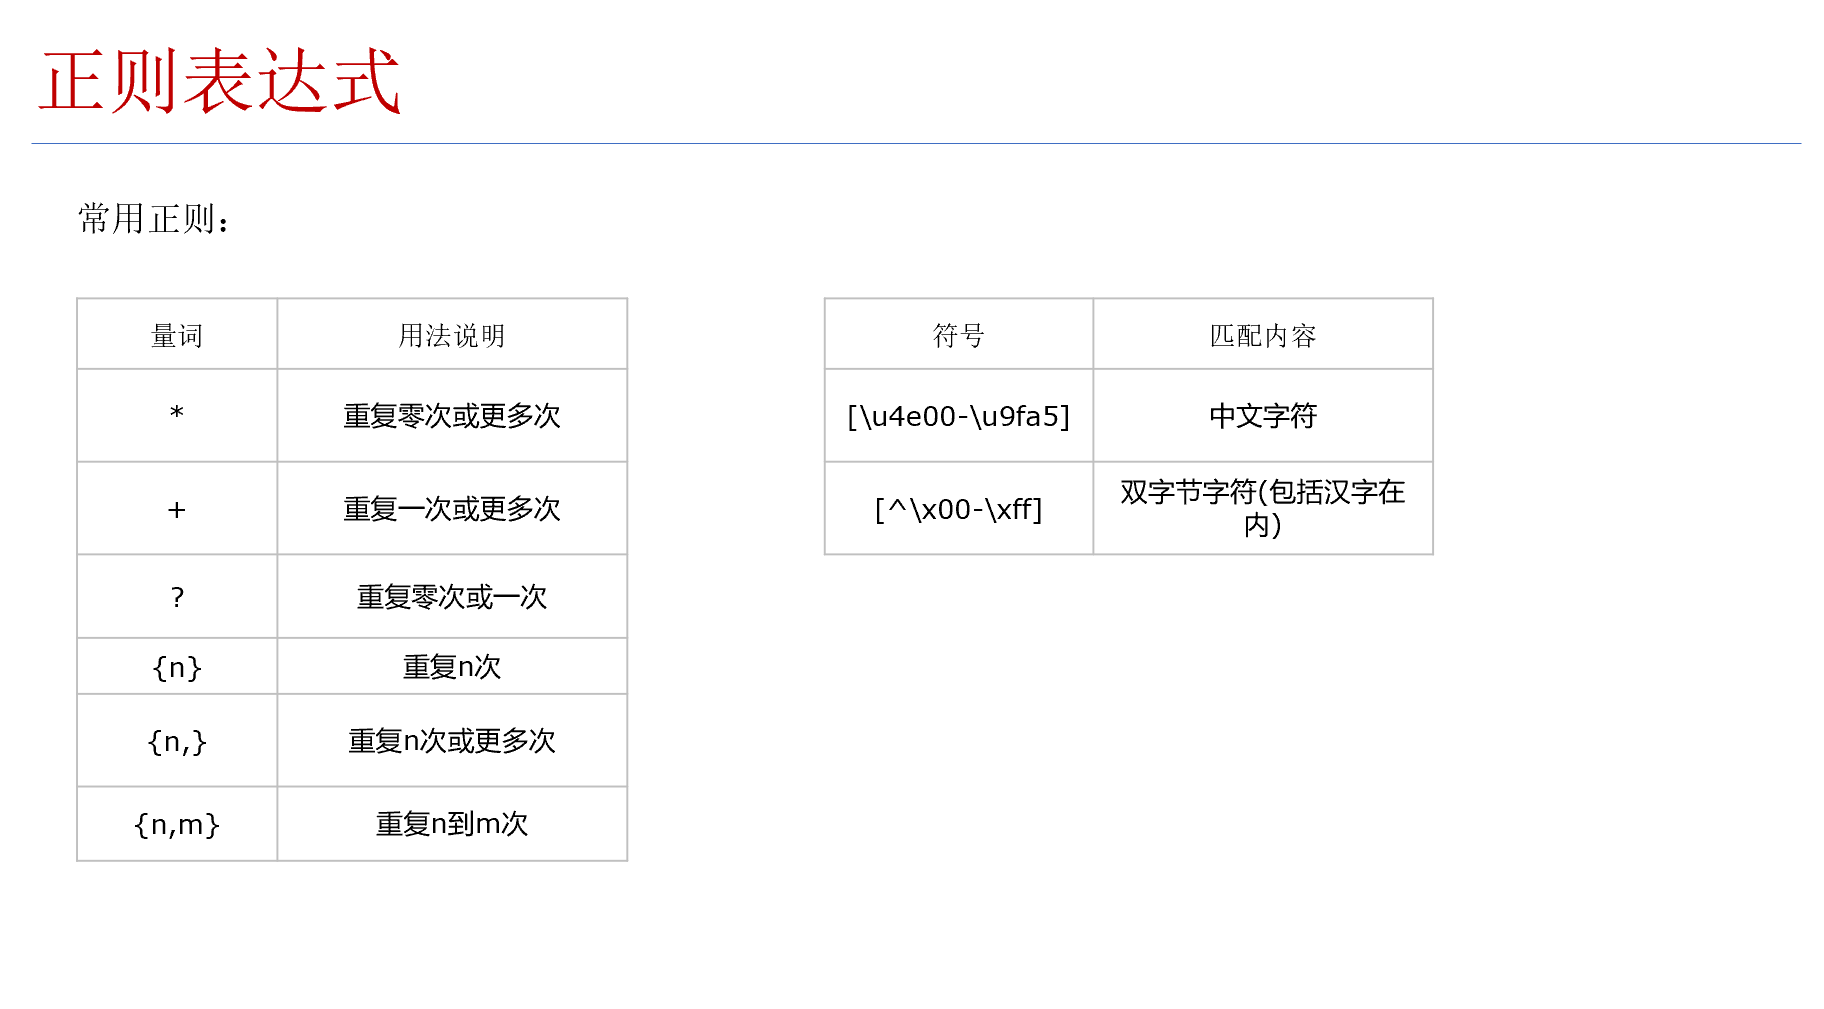 正则表达式
常用正则：
量词 用法说明
* 重复零次或更多次
+ 重复一次或更多次
? 重复零次或一次
{n} 重复n次
{n,} 重复n次或更多次
{n,m} 重复n到m次
符号 匹配内容
[\u4e00-\u9fa5] 中文字符
[^\x00-\xff] 双字节字符(包括汉字在
内)